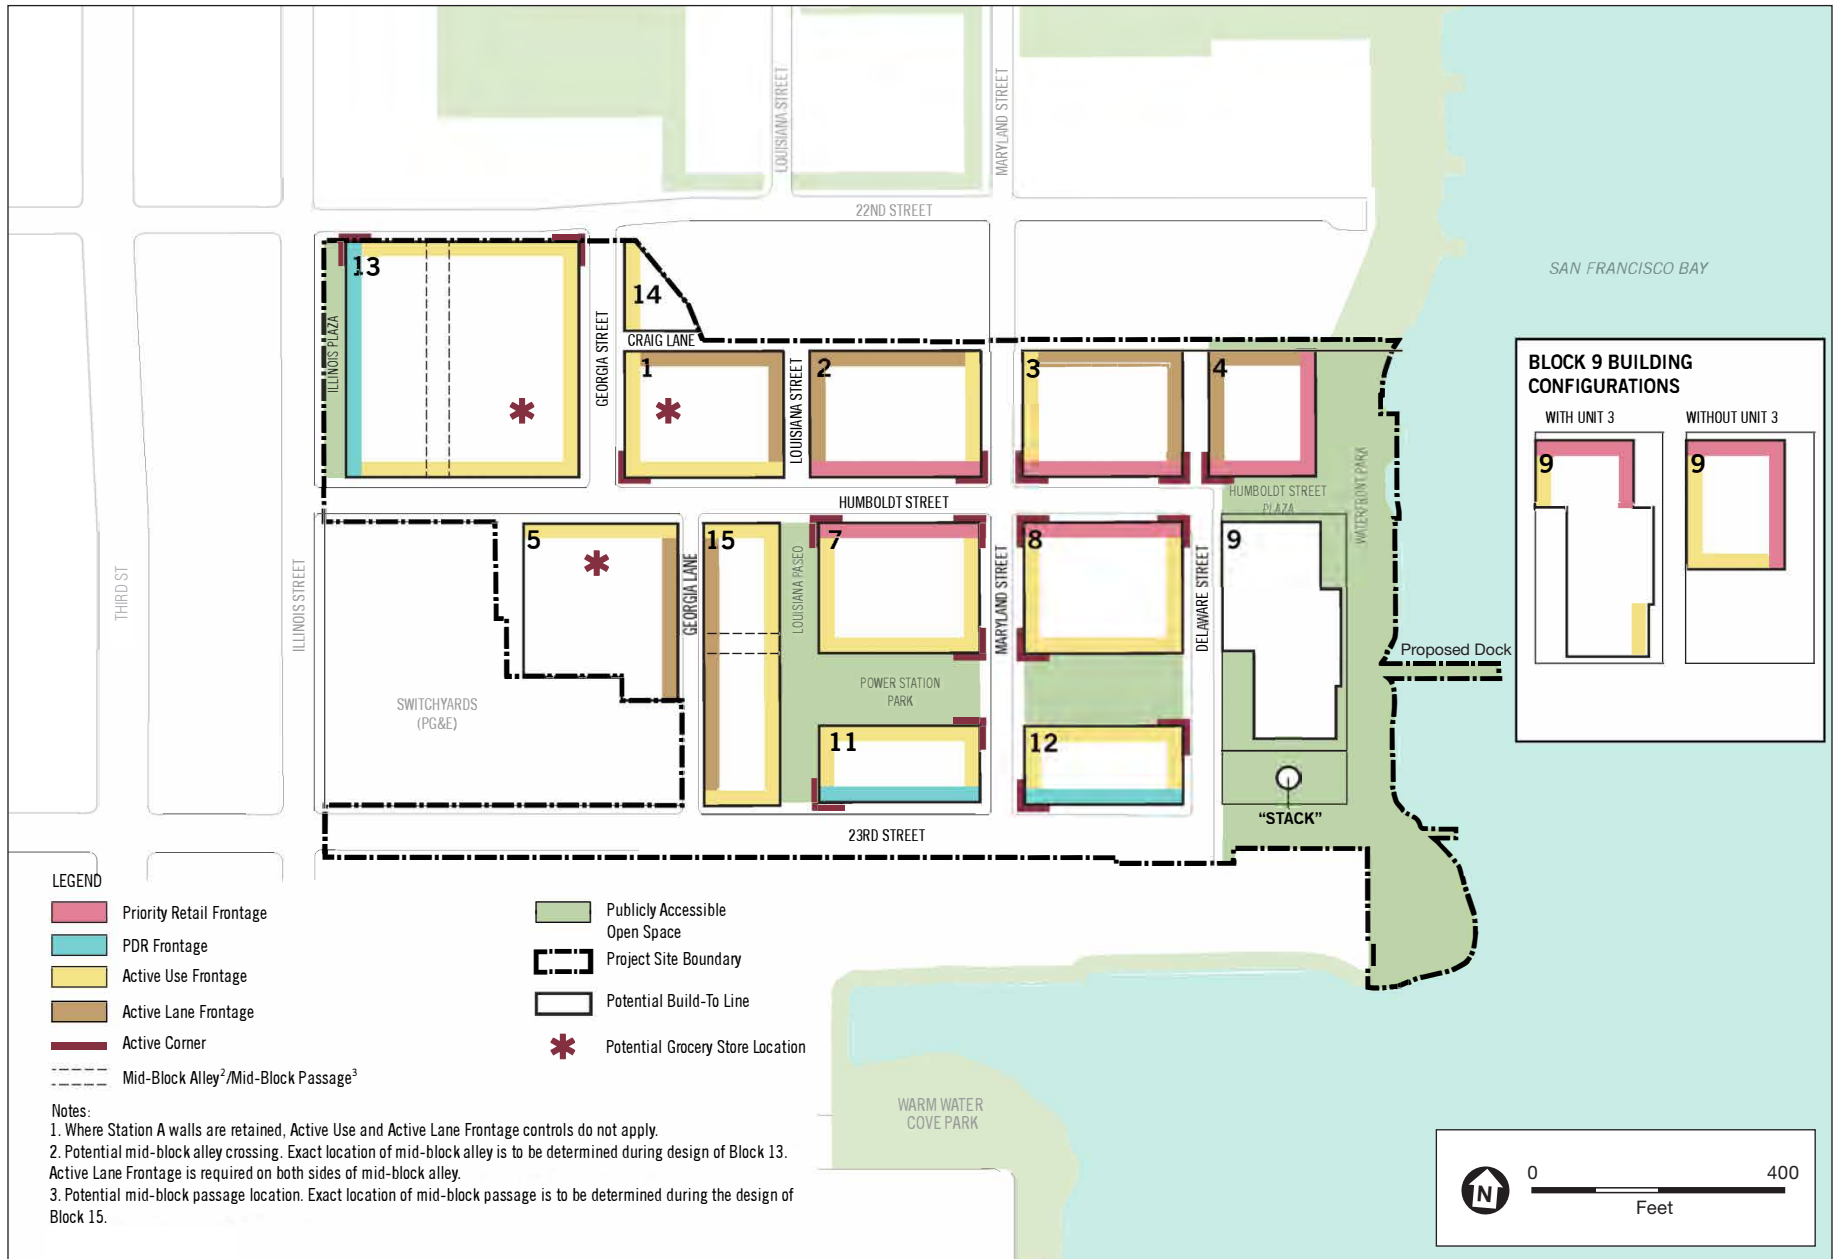 LOUISIANA STREET
MARYLAND STREET
22ND STREET
SAN FRANCISCO BAY
13
14
ILLINOIS PLAZA
GEORGIA STREET
CRAIG LANE
1
LOUISIANA STREET
2
3
4
BLOCK 9 BUILDING
CONFIGURATIONS
WITH UNIT 3
WITHOUT UNIT 3
9
9
HUMBOLDT STREET
HUMBOLDT STREET
PLAZA
WATERFRONT PARK
THIRD ST
ILLINOIS STREET
5
GEORGIA LANE
15
LOUISIANA PASEO
7
MARYLAND STREET
8
DELAWARE STREET
9
Proposed Dock
SWITCHYARDS
(PG&E)
POWER STATION
PARK
11
12
"STACK"
23RD STREET
LEGEND
Priority Retail Frontage
PDR Frontage
Active Use Frontage
Active Lane Frontage
Active Corner
Mid-Block Alley²/Mid-Block Passage³
Publicly Accessible
Open Space
Project Site Boundary
Potential Build-To Line
Potential Grocery Store Location
Notes:
1. Where Station A walls are retained, Active Use and Active Lane Frontage controls do not apply.
2. Potential mid-block alley crossing. Exact location of mid-block alley is to be determined during design of Block 13.
Active Lane Frontage is required on both sides of mid-block alley.
3. Potential mid-block passage location. Exact location of mid-block passage is to be determined during the design of
Block 15.
WARM WATER
COVE PARK
N
0 400
Feet